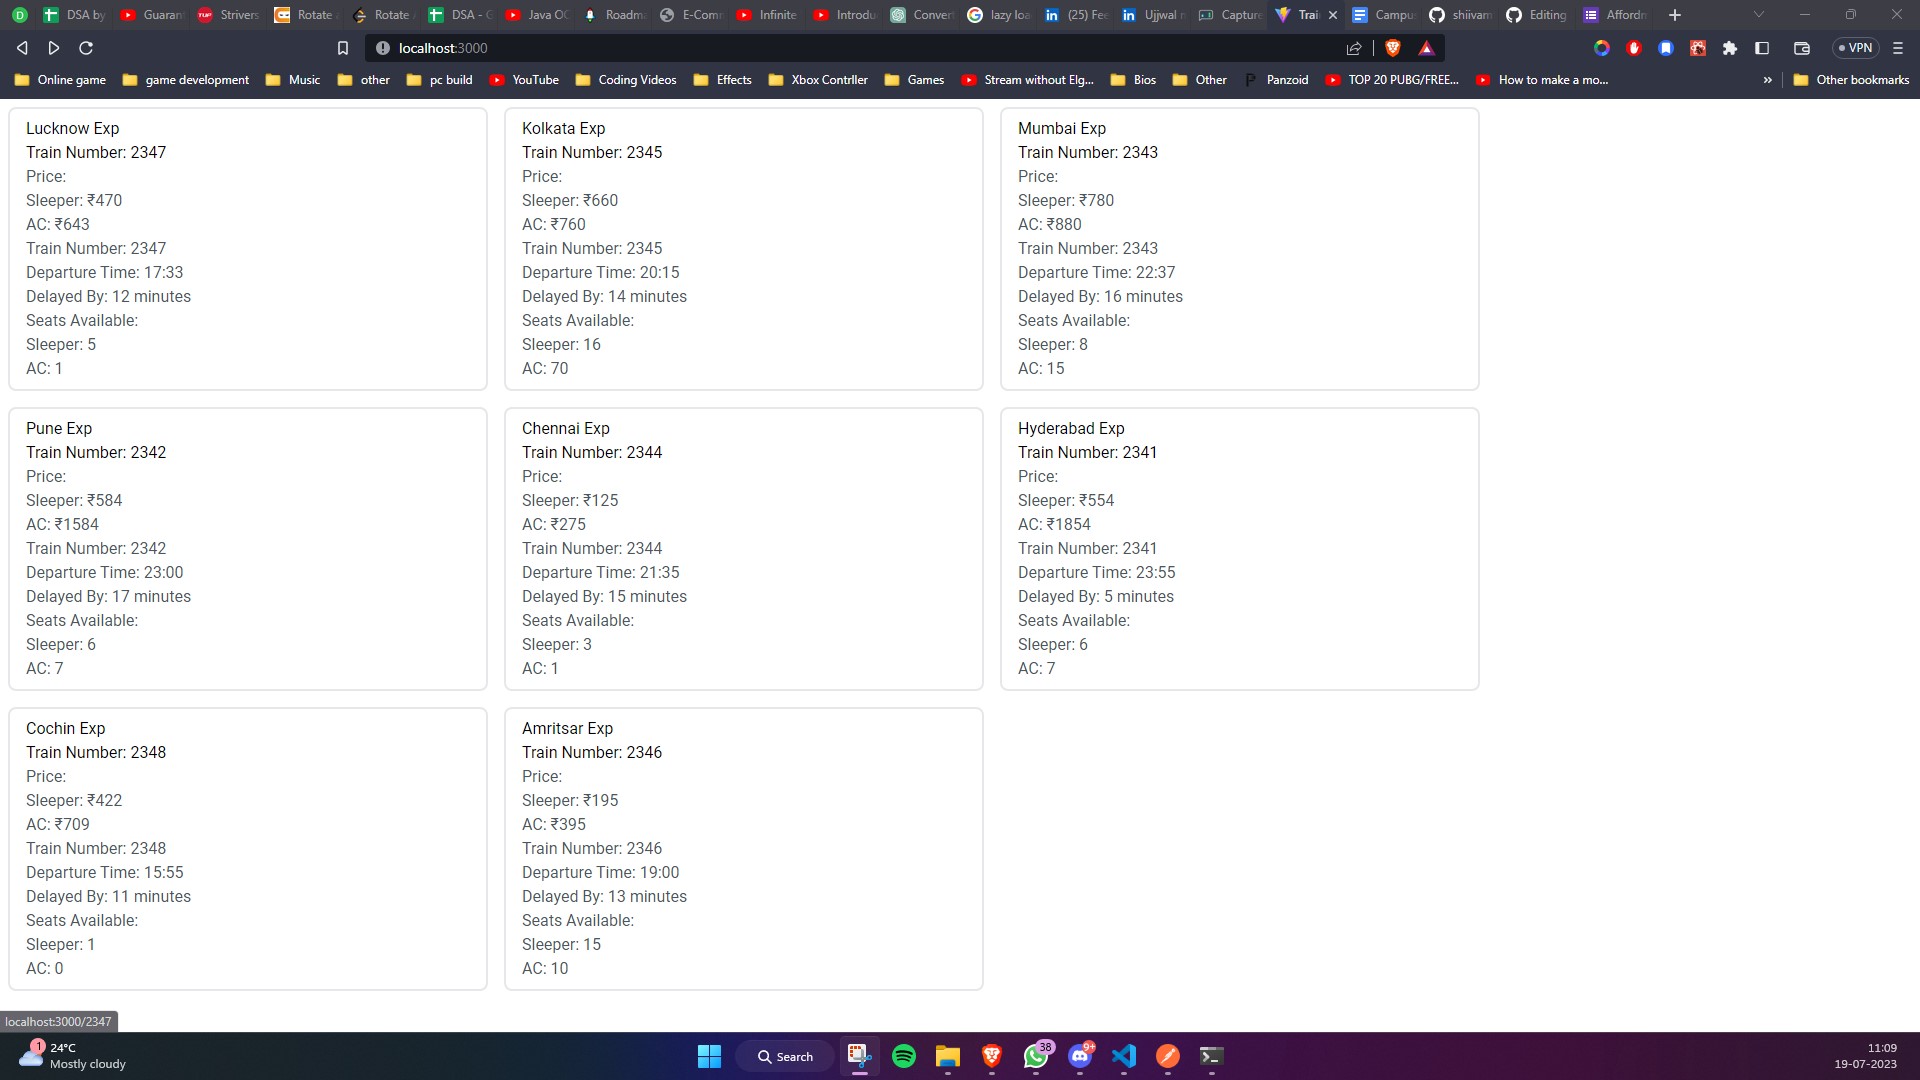 DSA by
Guaran
Strivers
Rotate
Rotate
DSA - G
Java OC
Roadm
E-Com
Infinite
Introdu
Convert
lazy loa
(25) Fee
Ujjwal
Capture
Trai
Campu
shiivam
Editing
Affordm
localhost:3000
VPN
Online game
game development
Music
other
pc build
YouTube
Coding Videos
Effects
Xbox Contrller
Games
Stream without Elg...
Bios
Other
Panzoid
TOP 20 PUBG/FREE...
How to make a mo...
»
Other bookmarks
Lucknow Exp
Train Number: 2347
Price:
Sleeper: ₹470
AC: ₹643
Train Number: 2347
Departure Time: 17:33
Delayed By: 12 minutes
Seats Available:
Sleeper: 5
AC: 1
Kolkata Exp
Train Number: 2345
Price:
Sleeper: ₹660
AC: ₹760
Train Number: 2345
Departure Time: 20:15
Delayed By: 14 minutes
Seats Available:
Sleeper: 16
AC: 70
Mumbai Exp
Train Number: 2343
Price:
Sleeper: ₹780
AC: ₹880
Train Number: 2343
Departure Time: 22:37
Delayed By: 16 minutes
Seats Available:
Sleeper: 8
AC: 15
Pune Exp
Train Number: 2342
Price:
Sleeper: ₹584
AC: ₹1584
Train Number: 2342
Departure Time: 23:00
Delayed By: 17 minutes
Seats Available:
Sleeper: 6
AC: 7
Chennai Exp
Train Number: 2344
Price:
Sleeper: ₹125
AC: ₹275
Train Number: 2344
Departure Time: 21:35
Delayed By: 15 minutes
Seats Available:
Sleeper: 3
AC: 1
Hyderabad Exp
Train Number: 2341
Price:
Sleeper: ₹554
AC: ₹1854
Train Number: 2341
Departure Time: 23:55
Delayed By: 5 minutes
Seats Available:
Sleeper: 6
AC: 7
Cochin Exp
Train Number: 2348
Price:
Sleeper: ₹422
AC: ₹709
Train Number: 2348
Departure Time: 15:55
Delayed By: 11 minutes
Seats Available:
Sleeper: 1
AC: 0
Amritsar Exp
Train Number: 2346
Price:
Sleeper: ₹195
AC: ₹395
Train Number: 2346
Departure Time: 19:00
Delayed By: 13 minutes
Seats Available:
Sleeper: 15
AC: 10
localhost:3000/2347
1
24°C
Mostly cloudy
Search
38
9+
11:09
19-07-2023